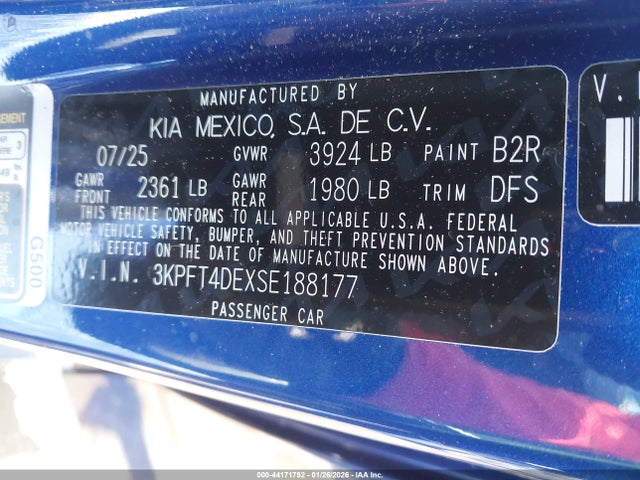 MANUFACTURED BY
KIA MEXICO, S.A. DE C.V.
07/25 GVWR 3924 LB PAINT B2R
GAWR FRONT 2361 LB GAWR REAR 1980 LB TRIM DFS
THIS VEHICLE CONFORMS TO ALL APPLICABLE U.S.A. FEDERAL
MOTOR VEHICLE SAFETY, BUMPER, AND THEFT PREVENTION STANDARDS
IN EFFECT ON THE DATE OF MANUFACTURE SHOWN ABOVE.
V.I.N. 3KPFT4DEXSE188177
PASSENGER CAR
G500
000-44171792 - 01/26/2026 - IAA Inc.